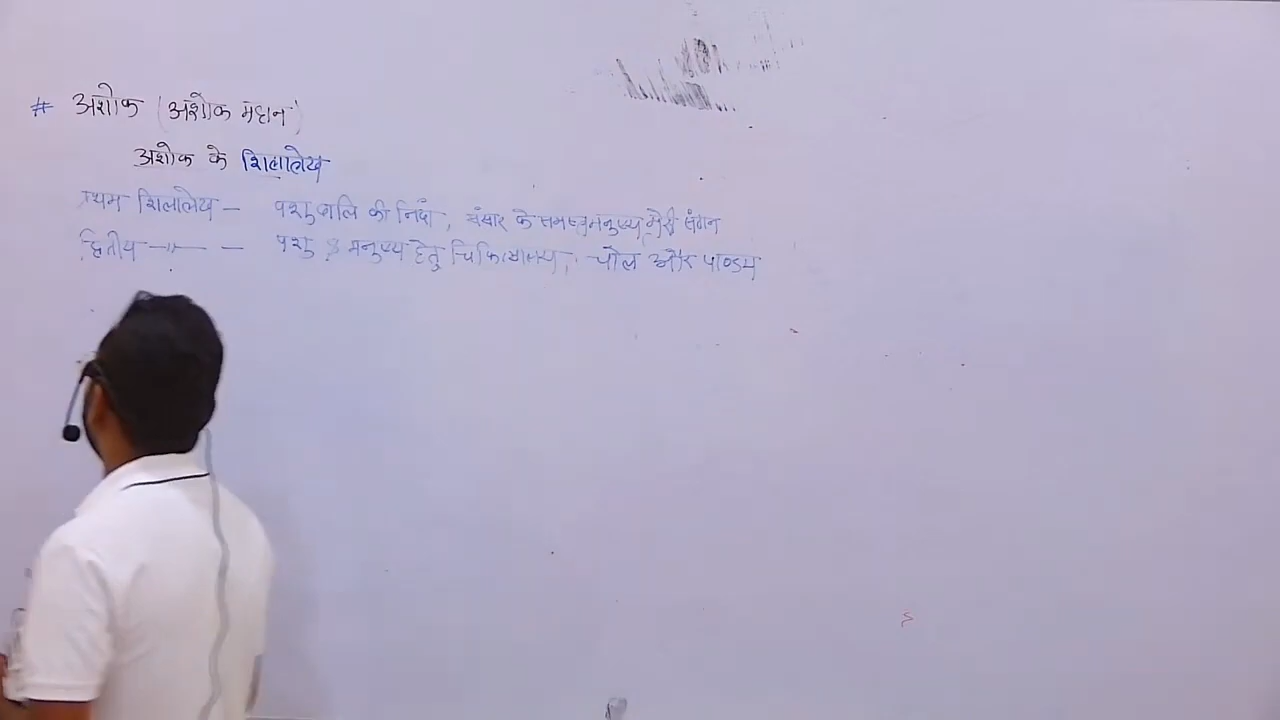 # अशोक (अशोक महान)
अशोक के शिलालेख
प्रथम शिलालेख - पशुबलि की निंदा, संसार के समस्त मनुष्य मेरी संतान
द्वितीय -〃- - पशु & मनुष्य हेतु चिकित्सालय, चोल और पाण्ड्य